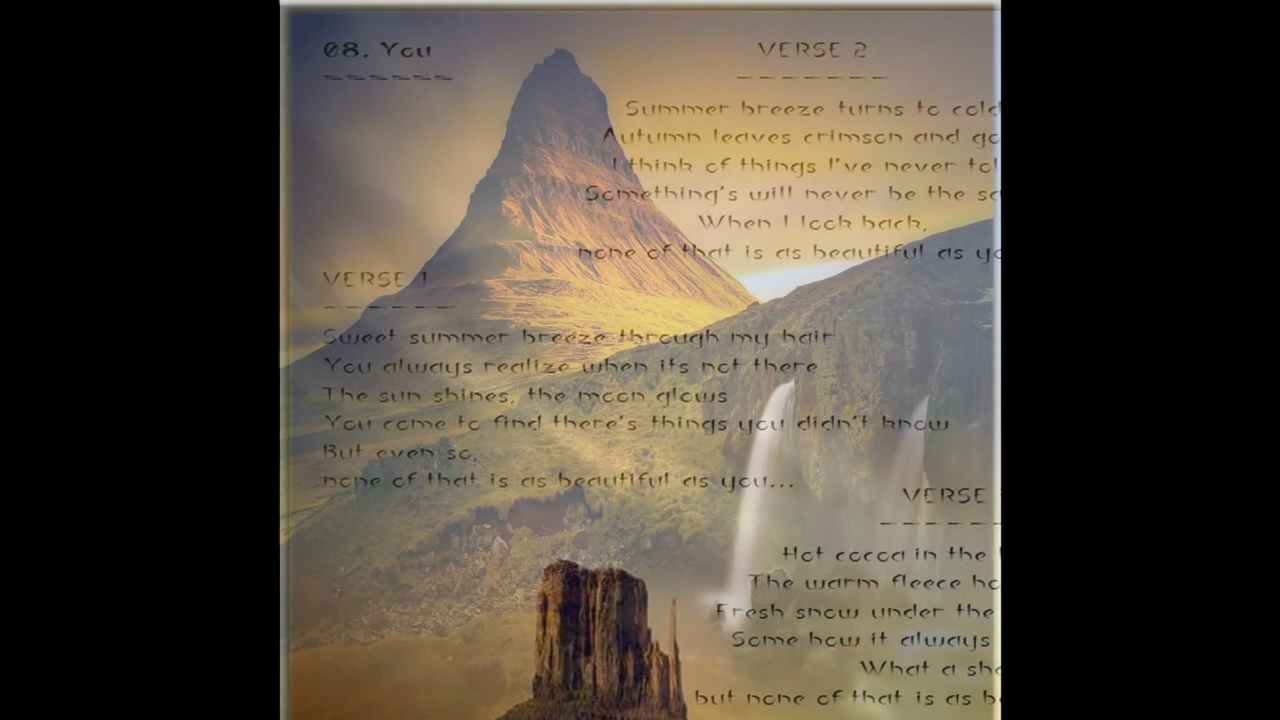 08. You
VERSE 1
Sweet summer breeze through my hair
You always realize when its not there
The sun shines, the moon glows
You come to find there's things you didn't know
But even so,
none of that is as beautiful as you...
VERSE 2
Summer breeze turns to cold
Autumn leaves crimson and
I think of things I've never
Something's will never be the
When I look back,
none of that is as beautiful as
VERSE
Hot cocoa in the
The warm fleece
Fresh snow under the
Some how it always
What a
but none of that is as